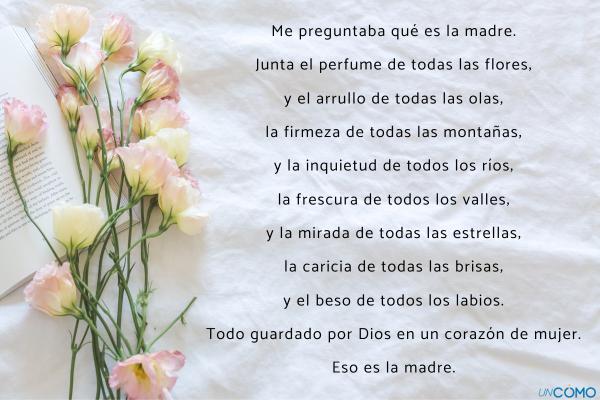 Me preguntaba qué es la madre.
Junta el perfume de todas las flores,
y el arrullo de todas las olas,
la firmeza de todas las montañas,
y la inquietud de todos los ríos,
la frescura de todos los valles,
y la mirada de todas las estrellas,
la caricia de todas las brisas,
y el beso de todos los labios.
Todo guardado por Dios en un corazón de mujer.
Eso es la madre.
UNCOMO